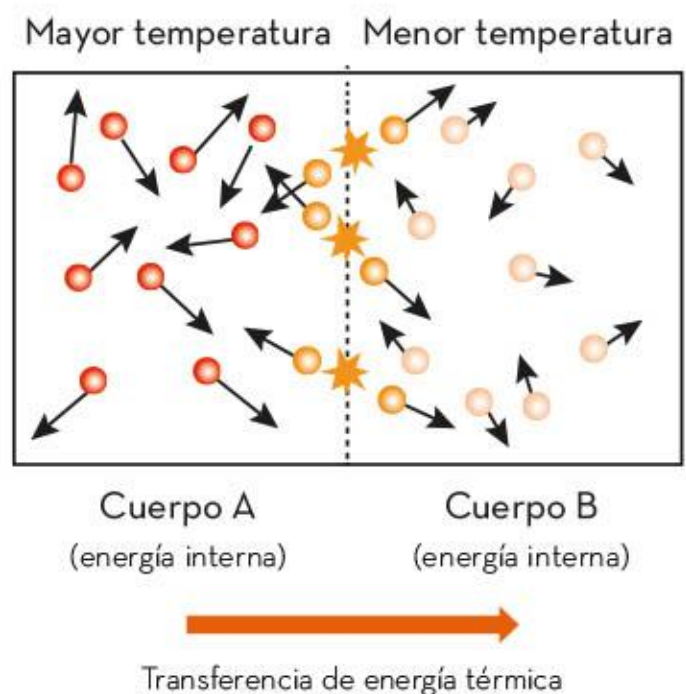 Mayor temperatura
Menor temperatura
Cuerpo A
(energía interna)
Cuerpo B
(energía interna)
Transferencia de energía térmica